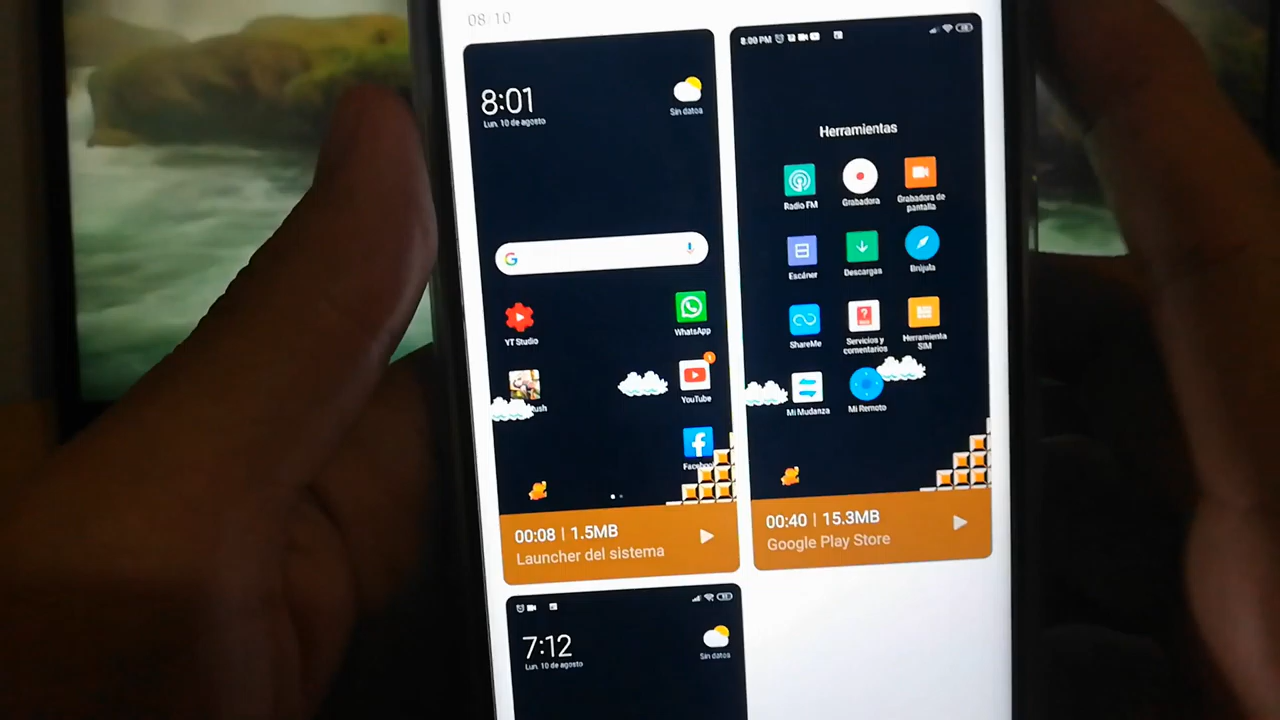 08/10
8:01
Lun. 10 de agosto
Sin datos
G
YT Studio
WhatsApp
ush
1
YouTube
Facebo
00:08 | 1.5MB
Launcher del sistema
8:00 PM
Herramientas
Radio FM
Grabadora
Grabadora de
pantalla
Escáner
Descargas
Brújula
ShareMe
Servicios y
comentarios
Herramienta
SIM
Mi Mudanza
Mi Remoto
00:40 | 15.3MB
Google Play Store
7:12
Lun. 10 de agosto
Sin datos